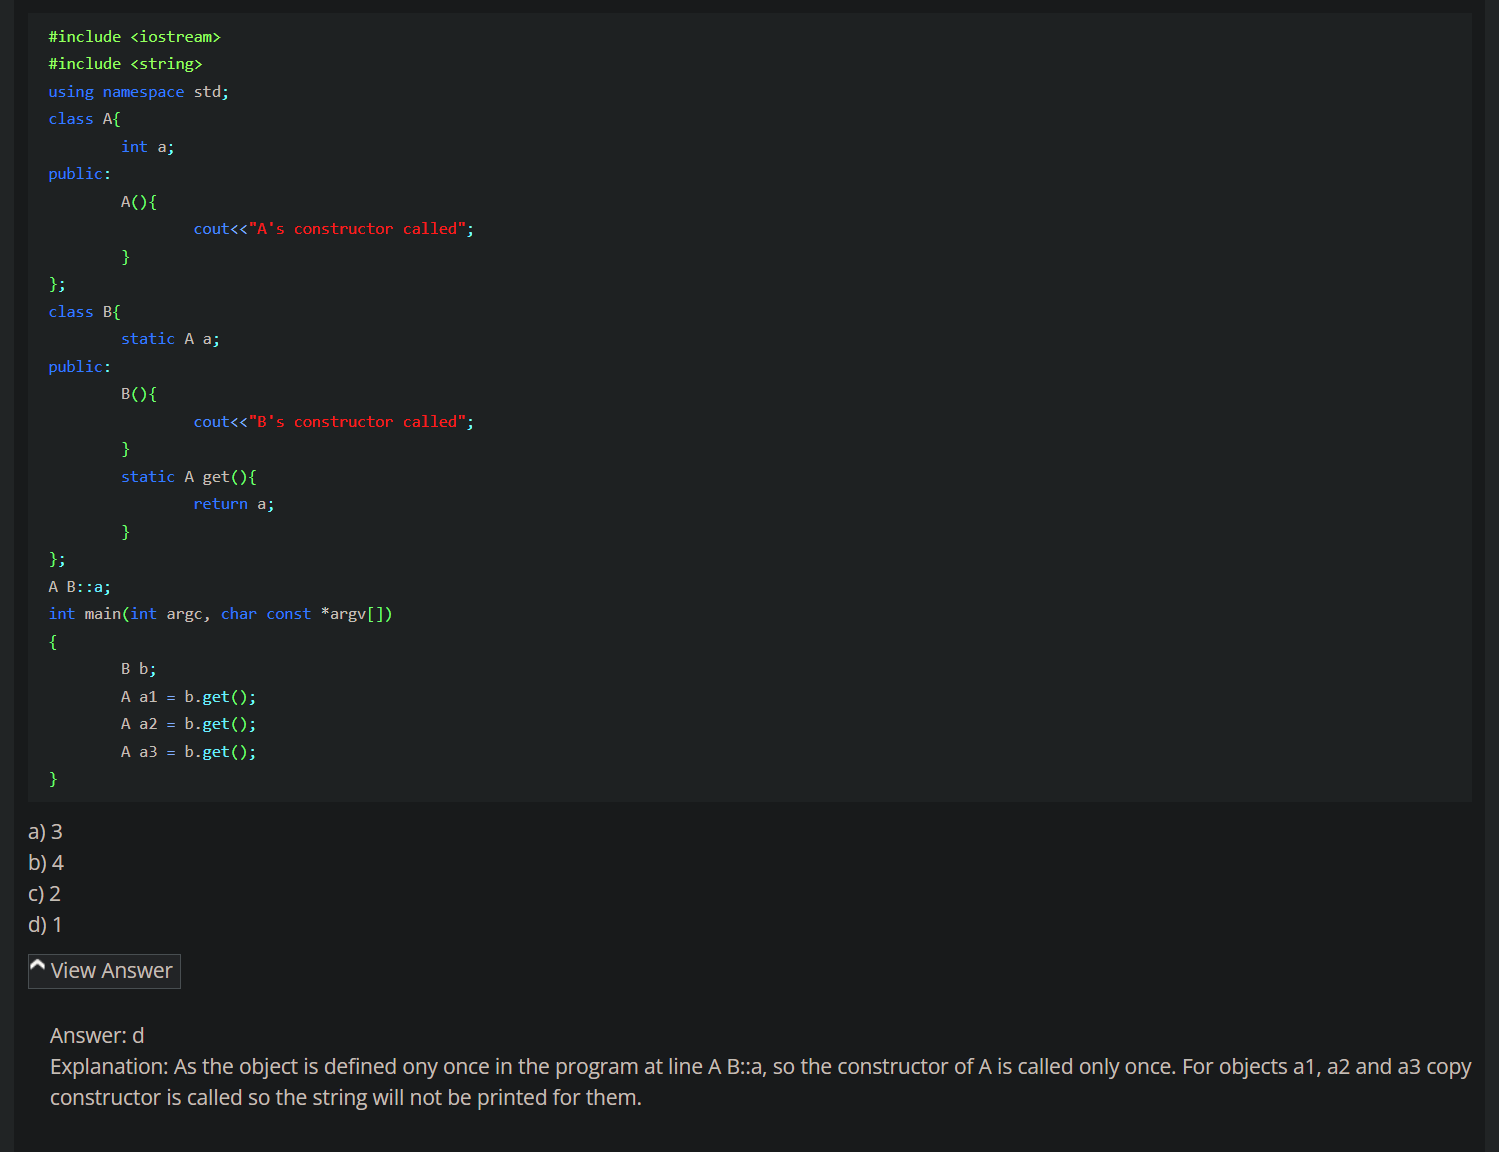 #include <iostream>
#include <string>
using namespace std;
class A{
int a;
public:
A(){
cout<<"A's constructor called";
}
};
class B{
static A a;
public:
B(){
cout<<"B's constructor called";
}
static A get(){
return a;
}
};
A B::a;
int main(int argc, char const *argv[])
{
B b;
A a1 = b.get();
A a2 = b.get();
A a3 = b.get();
}
a) 3
b) 4
c) 2
d) 1
View Answer
Answer: d
Explanation: As the object is defined ony once in the program at line A B::a, so the constructor of A is called only once. For objects a1, a2 and a3 copy
constructor is called so the string will not be printed for them.